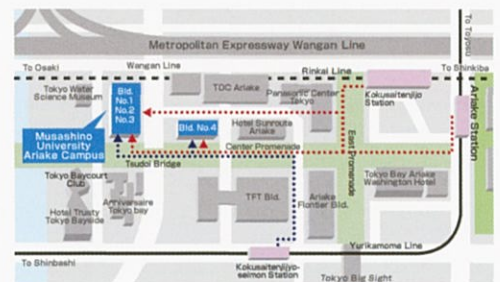 Metropolitan Expressway Wangan Line
To Toyosu
To Osaki
Wangan Line
Rinkai Line
To Shinkiba
Tokyo Water
Science Museum
Bld.
No.1
No.2
No.3
TOC Ariake
Panasonic Center
Tokyo
Kokusaitenjijo
Station
Ariake Station
Musashino
University
Ariake Campus
Bld. No.4
Hotel Sunroute
Ariake
Center Promenade
East Promenade
Tsudoi Bridge
Tokyo Baycourt
Club
Anniversaire
Tokyo bay
Hotel Trusty
Tokyo Bayside
TFT Bld.
Ariake
Flontier Bld.
Tokyo Bay Ariake
Washington Hotel
Yurikamome Line
To Shinbashi
Kokusaitenjijyo-
seimon Station
Tokyo Big Sight